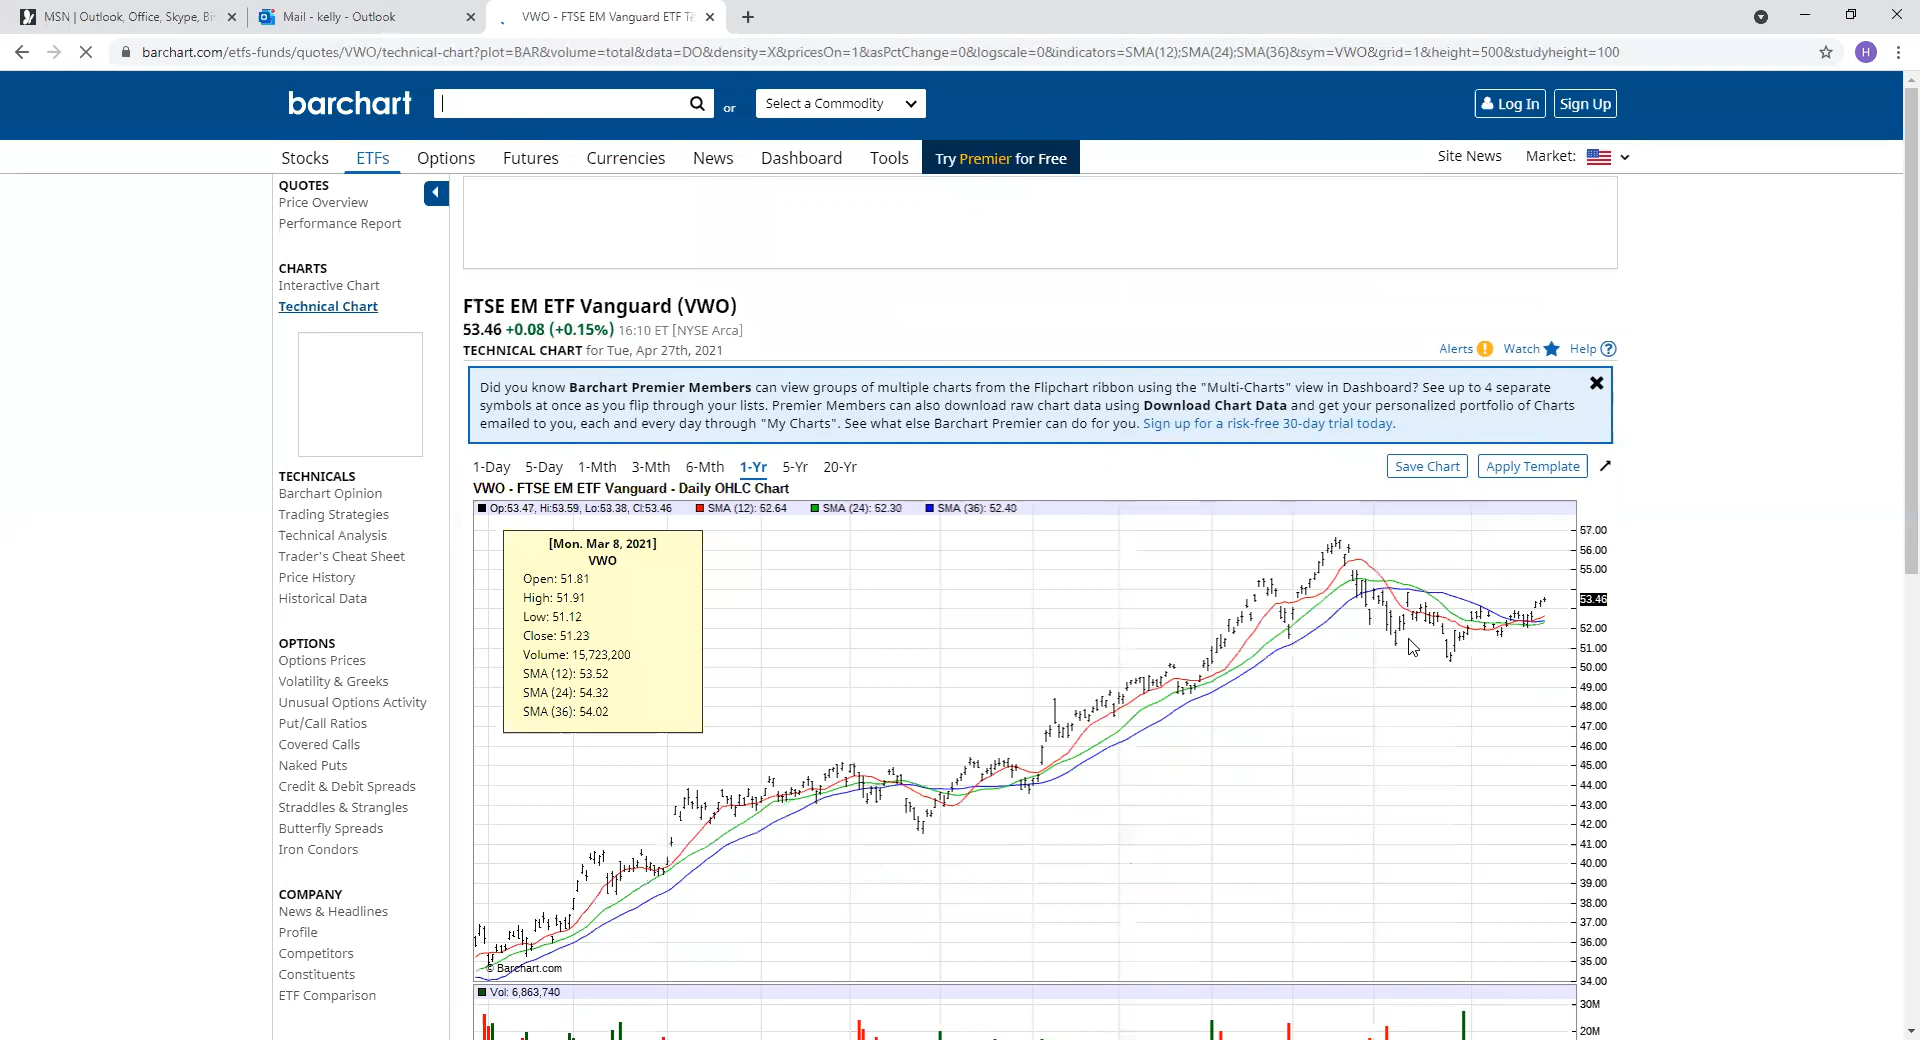 MSN | Outlook, Office, Skype, Bi
Mail - kelly - Outlook
VWO - FTSE EM Vanguard ETF Te
barchart.com/etfs-funds/quotes/VWO/technical-chart?plot=BAR&volume=total&data=DO&density=X&pricesOn=1&asPctChange=0&logscale=0&indicators=SMA(12);SMA(24);SMA(36)&sym=VWO&grid=1&height=500&studyheight=100
H
barchart
or
Select a Commodity
Log In
Sign Up
Stocks ETFs Options Futures Currencies News Dashboard Tools Try Premier for Free
Site News Market:
QUOTES
Price Overview
Performance Report
CHARTS
Interactive Chart
Technical Chart
TECHNICALS
Barchart Opinion
Trading Strategies
Technical Analysis
Trader's Cheat Sheet
Price History
Historical Data
OPTIONS
Options Prices
Volatility & Greeks
Unusual Options Activity
Put/Call Ratios
Covered Calls
Naked Puts
Credit & Debit Spreads
Straddles & Strangles
Butterfly Spreads
Iron Condors
COMPANY
News & Headlines
Profile
Competitors
Constituents
ETF Comparison
FTSE EM ETF Vanguard (VWO)
53.46 +0.08 (+0.15%) 16:10 ET [NYSE Arca]
TECHNICAL CHART for Tue, Apr 27th, 2021
Alerts ! Watch Help ?
Did you know Barchart Premier Members can view groups of multiple charts from the Flipchart ribbon using the "Multi-Charts" view in Dashboard? See up to 4 separate
symbols at once as you flip through your lists. Premier Members can also download raw chart data using Download Chart Data and get your personalized portfolio of Charts
emailed to you, each and every day through "My Charts". See what else Barchart Premier can do for you. Sign up for a risk-free 30-day trial today.
1-Day 5-Day 1-Mth 3-Mth 6-Mth 1-Yr 5-Yr 20-Yr
Save Chart
Apply Template
VWO - FTSE EM ETF Vanguard - Daily OHLC Chart
Op:53.47, Hi:53.59, Lo:53.38, Cl:53.46 SMA (12): 52.64 SMA (24): 52.30 SMA (36): 52.40
[Mon. Mar 8, 2021]
VWO
Open: 51.81
High: 51.91
Low: 51.12
Close: 51.23
Volume: 15,723,200
SMA (12): 53.52
SMA (24): 54.32
SMA (36): 54.02
57.00
56.00
55.00
53.46
52.00
51.00
50.00
49.00
48.00
47.00
46.00
45.00
44.00
43.00
42.00
41.00
40.00
39.00
38.00
37.00
36.00
35.00
34.00
© Barchart.com
Vol: 6,863,740
30M
20M